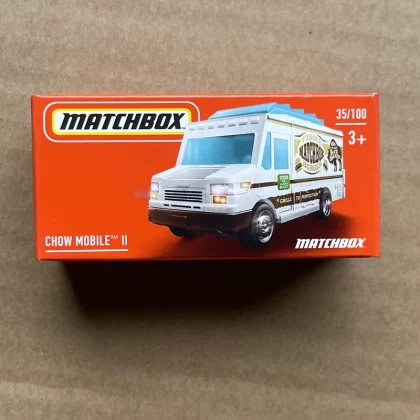 MATCHBOX
35/100
3+
CHOW MOBILE™ II
MATCHBOX